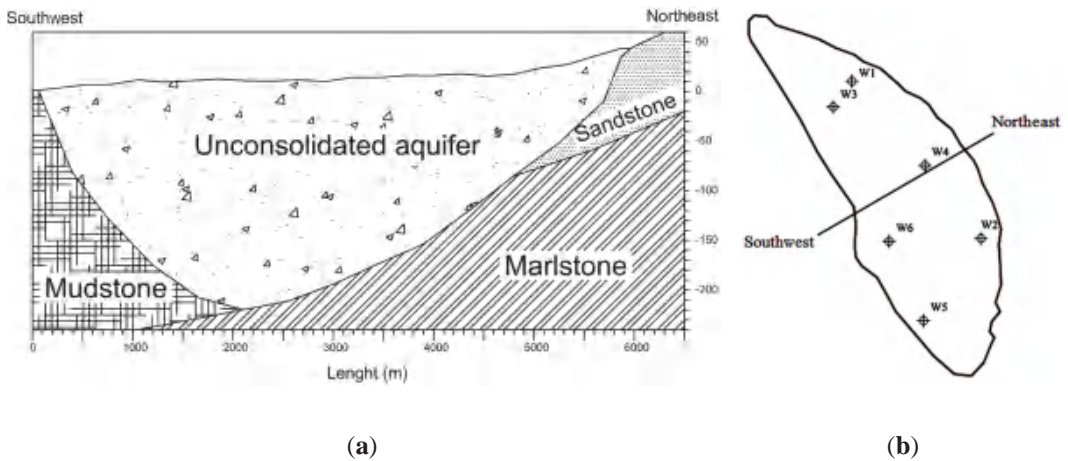 Southwest
Northeast
50
0
-50
-100
-150
-200
Unconsolidated aquifer
Sandstone
Mudstone
Marlstone
0
1000
2000
3000
4000
5000
6000
Lenght (m)
W1
W3
Northeast
W4
Southwest
W6
W2
W5
(a)
(b)